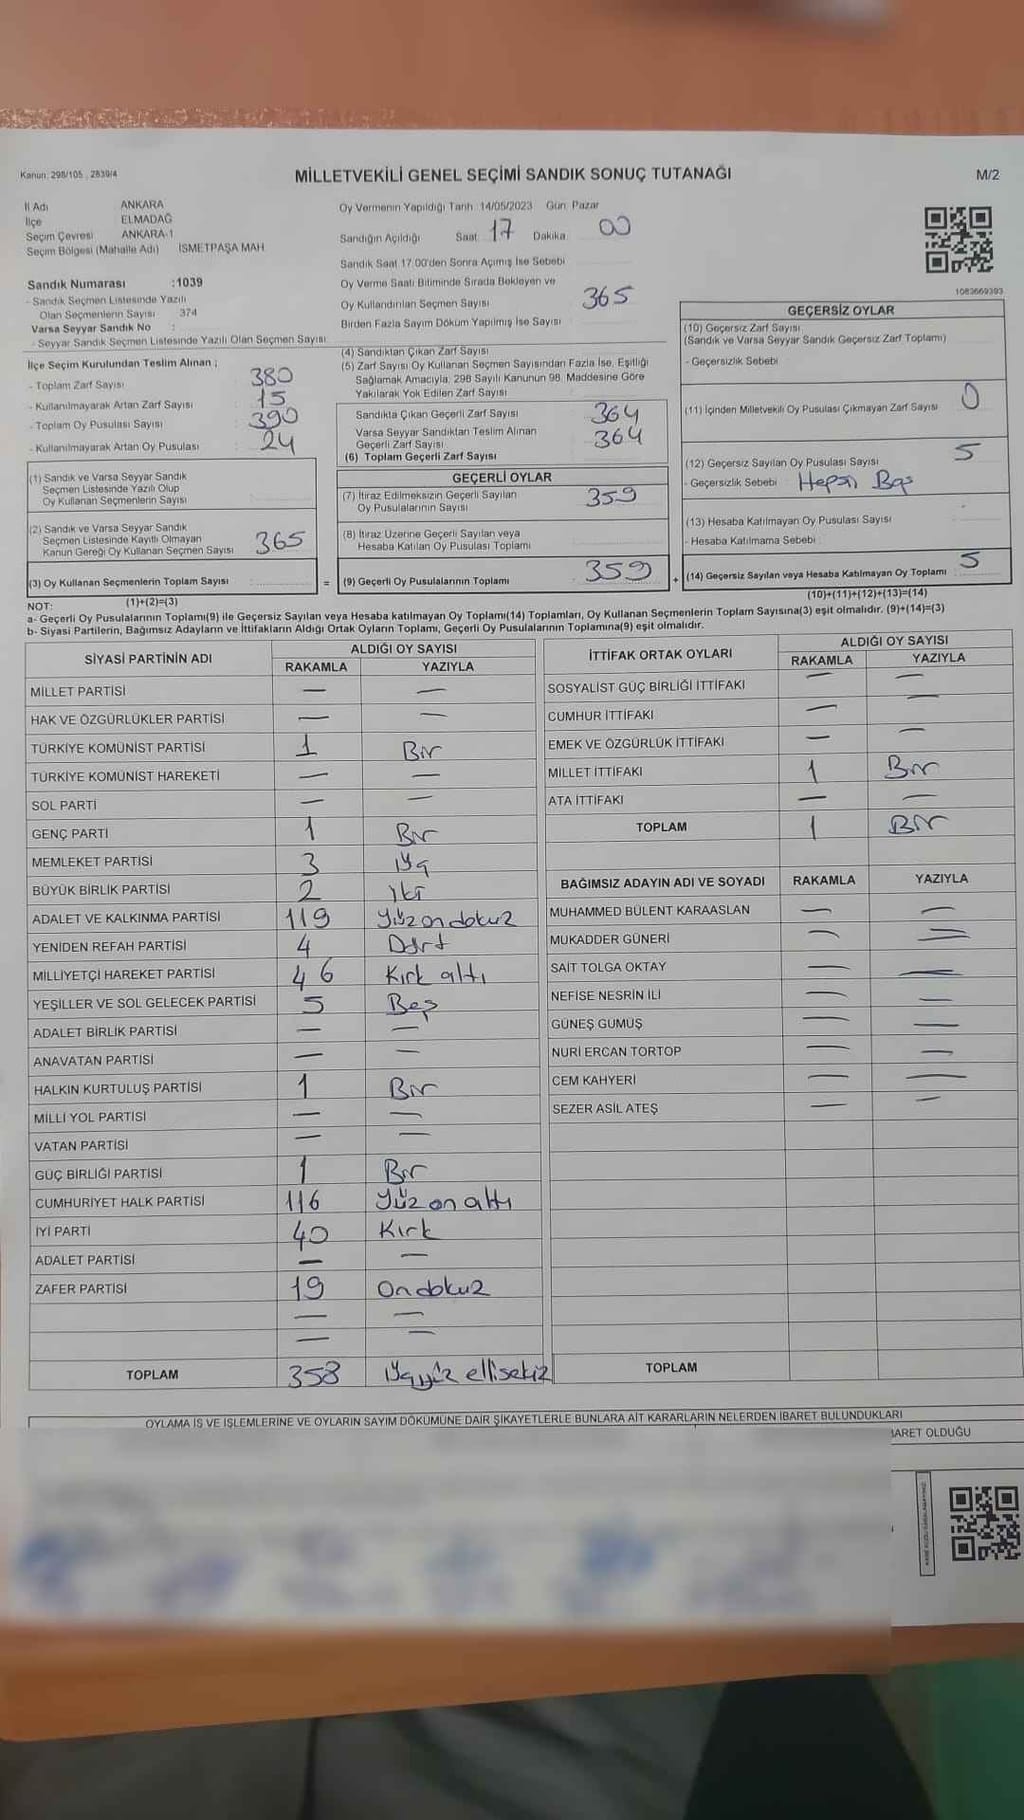 Kanun: 298/105 , 2839/4
MİLLETVEKİLİ GENEL SEÇİMİ SANDIK SONUÇ TUTANAĞI
M/2
İl Adı ANKARA
İlçe ELMADAĞ
Seçim Çevresi ANKARA-1
Seçim Bölgesi (Mahalle Adı) İSMETPAŞA MAH
Oy Vermenin Yapıldığı Tarih: 14/05/2023 Gün: Pazar
Sandığın Açıldığı Saat 17 Dakika 00
Sandık Saat 17.00'den Sonra Açımış İse Sebebi
Oy Verme Saati Bitiminde Sırada Bekleyen ve
Oy Kullandırılan Seçmen Sayısı 365
Birden Fazla Sayım Döküm Yapılmış İse Sayısı
Sandık Numarası :1039
- Sandık Seçmen Listesinde Yazılı
Olan Seçmenlerin Sayısı 374
Varsa Seyyar Sandık No :
- Seyyar Sandık Seçmen Listesinde Yazılı Olan Seçmen Sayısı
İlçe Seçim Kurulundan Teslim Alınan ;
- Toplam Zarf Sayısı 380
- Kullanılmayarak Artan Zarf Sayısı 15
- Toplam Oy Pusulası Sayısı 390
- Kullanılmayarak Artan Oy Pusulası 24
(1) Sandık ve Varsa Seyyar Sandık
Seçmen Listesinde Yazılı Olup
Oy Kullanan Seçmenlerin Sayısı
(2) Sandık ve Varsa Seyyar Sandık
Seçmen Listesinde Kayıtlı Olmayan
Kanun Gereği Oy Kullanan Seçmen Sayısı 365
(3) Oy Kullanan Seçmenlerin Toplam Sayısı =
(1)+(2)=(3)
(4) Sandıktan Çıkan Zarf Sayısı
(5) Zarf Sayısı Oy Kullanan Seçmen Sayısından Fazla İse, Eşitliği
Sağlamak Amacıyla, 298 Sayılı Kanunun 98. Maddesine Göre
Yakılarak Yok Edilen Zarf Sayısı
Sandıkta Çıkan Geçerli Zarf Sayısı 364
Varsa Seyyar Sandıktan Teslim Alınan
Geçerli Zarf Sayısı 364
(6) Toplam Geçerli Zarf Sayısı
GEÇERLİ OYLAR
(7) İtiraz Edilmeksizin Geçerli Sayılan
Oy Pusulalarının Sayısı 359
(8) İtiraz Üzerine Geçerli Sayılan veya
Hesaba Katılan Oy Pusulası Toplamı
(9) Geçerli Oy Pusulalarının Toplamı 359 +
1083669393
GEÇERSİZ OYLAR
(10) Geçersiz Zarf Sayısı
(Sandık ve Varsa Seyyar Sandık Geçersiz Zarf Toplamı)
- Geçersizlik Sebebi
(11) İçinden Milletvekili Oy Pusulası Çıkmayan Zarf Sayısı 0
(12) Geçersiz Sayılan Oy Pusulası Sayısı 5
- Geçersizlik Sebebi Hepsi
(13) Hesaba Katılmayan Oy Pusulası Sayısı
- Hesaba Katılmama Sebebi
(14) Geçersiz Sayılan veya Hesaba Katılmayan Oy Toplamı 5
(10)+(11)+(12)+(13)=(14)
NOT:
a- Geçerli Oy Pusulalarının Toplamı(9) ile Geçersiz Sayılan veya Hesaba katılmayan Oy Toplamı(14) Toplamları, Oy Kullanan Seçmenlerin Toplam Sayısına(3) eşit olmalıdır. (9)+(14)=(3)
b- Siyasi Partilerin, Bağımsız Adayların ve İttifakların Aldığı Ortak Oyların Toplamı, Geçerli Oy Pusulalarının Toplamına(9) eşit olmalıdır.
SİYASİ PARTİNİN ADI ALDIĞI OY SAYISI
RAKAMLA YAZIYLA
MİLLET PARTİSİ — —
HAK VE ÖZGÜRLÜKLER PARTİSİ — —
TÜRKİYE KOMÜNİST PARTİSİ 1 Bir
TÜRKİYE KOMÜNİST HAREKETİ — —
SOL PARTİ — —
GENÇ PARTİ 1 Bir
MEMLEKET PARTİSİ 3 Üç
BÜYÜK BİRLİK PARTİSİ 2 İki
ADALET VE KALKINMA PARTİSİ 119 Yüzondokuz
YENİDEN REFAH PARTİSİ 4 Dört
MİLLİYETÇİ HAREKET PARTİSİ 46 Kırk altı
YEŞİLLER VE SOL GELECEK PARTİSİ 5 Beş
ADALET BİRLİK PARTİSİ — —
ANAVATAN PARTİSİ — —
HALKIN KURTULUŞ PARTİSİ 1 Bir
MİLLİ YOL PARTİSİ — —
VATAN PARTİSİ — —
GÜÇ BİRLİĞİ PARTİSİ 1 Bir
CUMHURİYET HALK PARTİSİ 116 Yüz on altı
İYİ PARTİ 40 Kırk
ADALET PARTİSİ — —
ZAFER PARTİSİ 19 Ondokuz
— —
— —
TOPLAM 358 Üçyüz ellisekiz
İTTİFAK ORTAK OYLARI ALDIĞI OY SAYISI
RAKAMLA YAZIYLA
SOSYALİST GÜÇ BİRLİĞİ İTTİFAKI — —
CUMHUR İTTİFAKI — —
EMEK VE ÖZGÜRLÜK İTTİFAKI — —
MİLLET İTTİFAKI 1 Bir
ATA İTTİFAKI — —
TOPLAM 1 Bir
BAĞIMSIZ ADAYIN ADI VE SOYADI RAKAMLA YAZIYLA
MUHAMMED BÜLENT KARAASLAN — —
MUKADDER GÜNERİ — —
SAİT TOLGA OKTAY — —
NEFİSE NESRİN İLİ — —
GÜNEŞ GÜMÜŞ — —
NURİ ERCAN TORTOP — —
CEM KAHYERİ — —
SEZER ASİL ATEŞ — —
TOPLAM
OYLAMA İŞ VE İŞLEMLERİNE VE OYLARIN SAYIM DÖKÜMÜNE DAİR ŞİKAYETLERLE BUNLARA AİT KARARLARIN NELERDEN İBARET BULUNDUKLARI
İBARET OLDUĞU